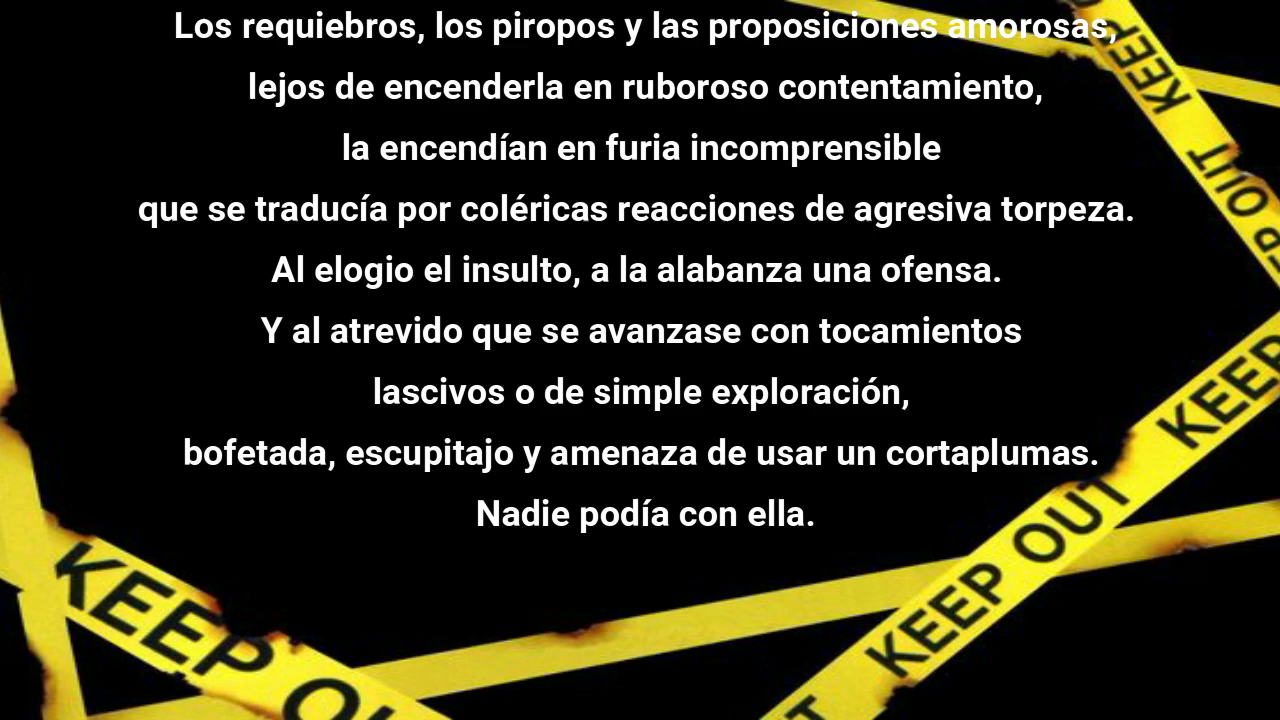 Los requiebros, los piropos y las proposiciones amorosas,
lejos de encenderla en ruboroso contentamiento,
la encendían en furia incomprensible
que se traducía por coléricas reacciones de agresiva torpeza.
Al elogio el insulto, a la alabanza una ofensa.
Y al atrevido que se avanzase con tocamientos
lascivos o de simple exploración,
bofetada, escupitajo y amenaza de usar un cortaplumas.
Nadie podía con ella.
KEEP
KEEP OUT
KEEP
KEEP OUT
KEEP OU